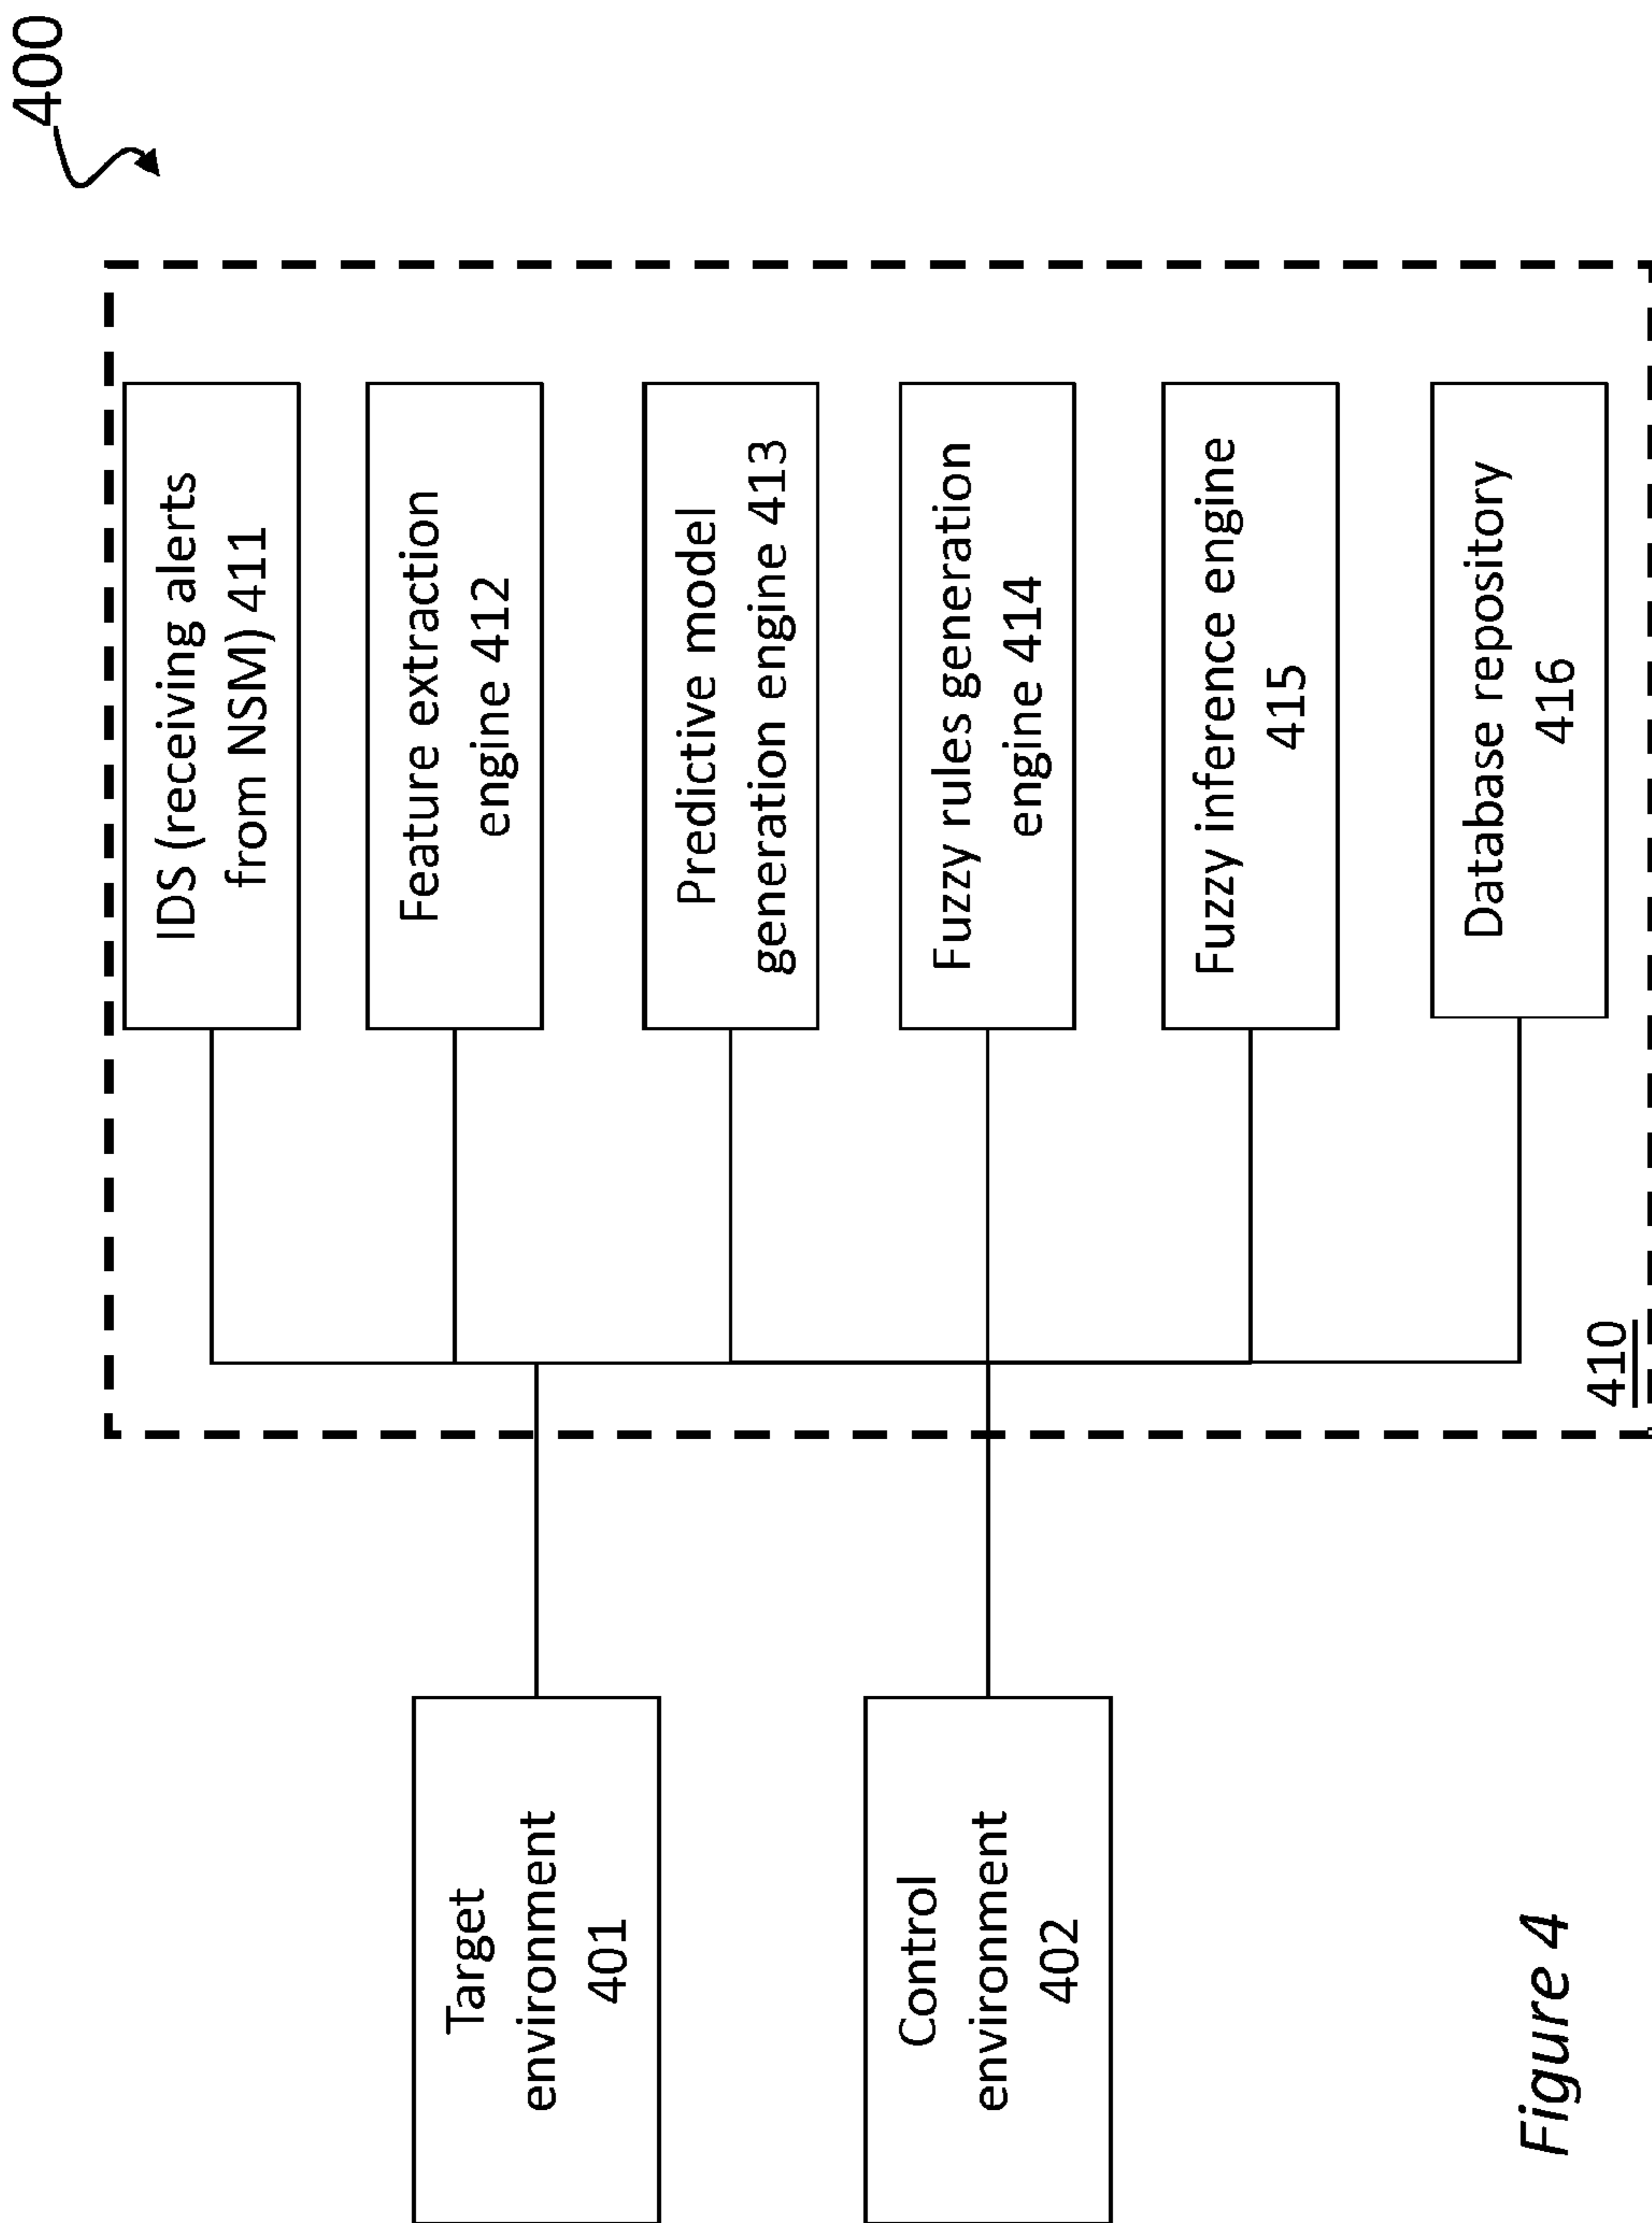 400
IDS (receiving alerts
from NSM) 411
Feature extraction
engine 412
Predictive model
generation engine 413
Fuzzy rules generation
engine 414
Fuzzy inference engine
415
Database repository
416
410
Target
environment
401
Control
environment
402
Figure 4